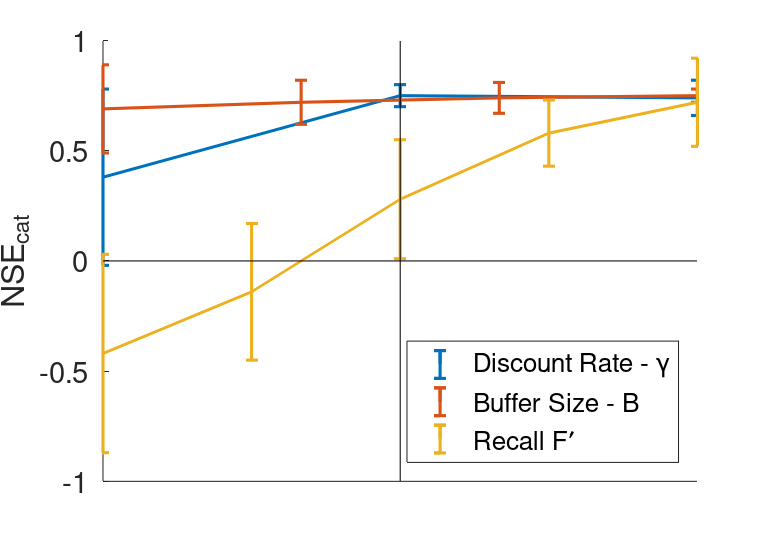 1
0.5
0
-0.5
-1
NSEcat
Discount Rate - γ
Buffer Size - B
Recall F′